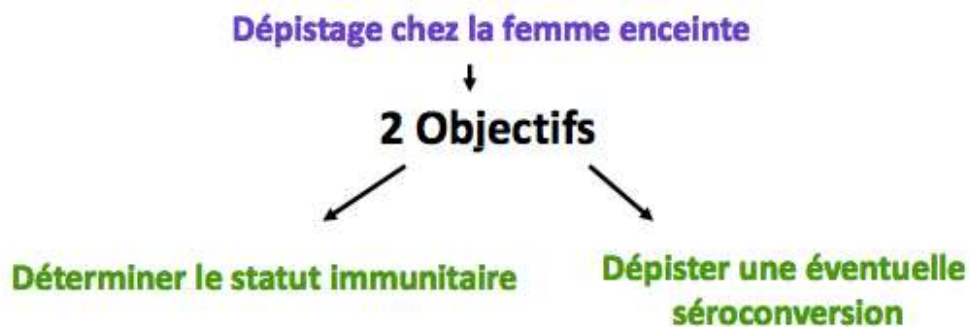 Dépistage chez la femme enceinte
2 Objectifs
Déterminer le statut immunitaire
Dépister une éventuelle
séroconversion